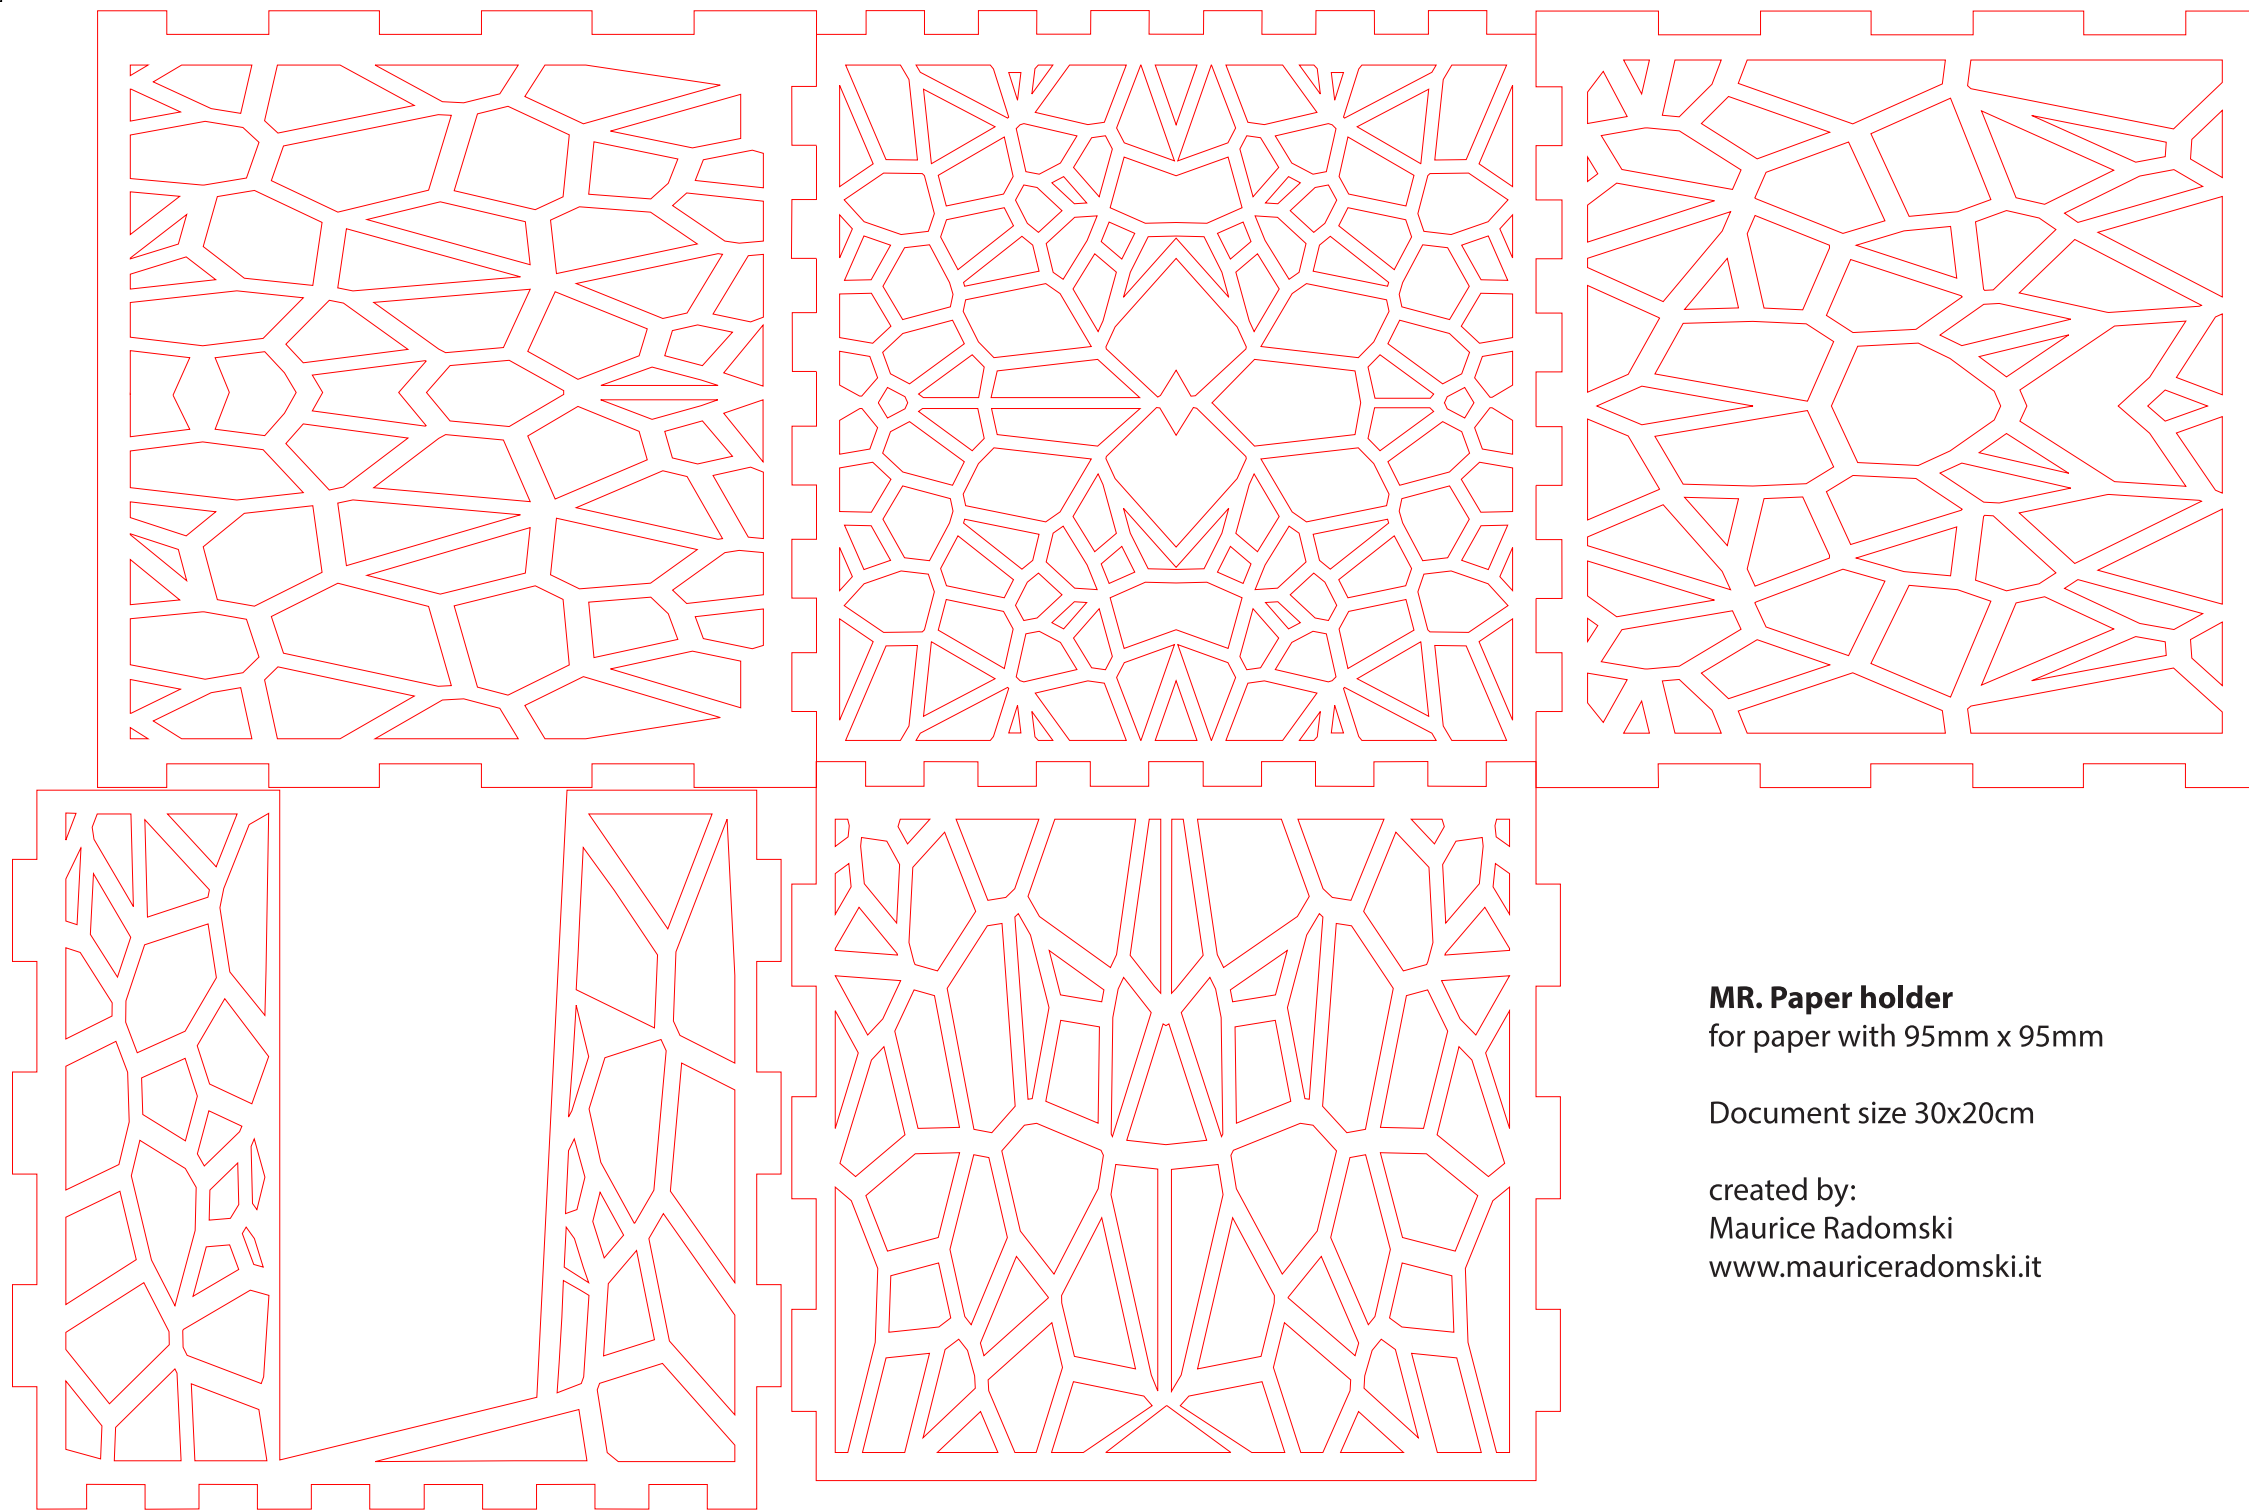 MR. Paper holder
for paper with 95mm x 95mm
Document size 30x20cm
created by:
Maurice Radomski
www.mauriceradomski.it